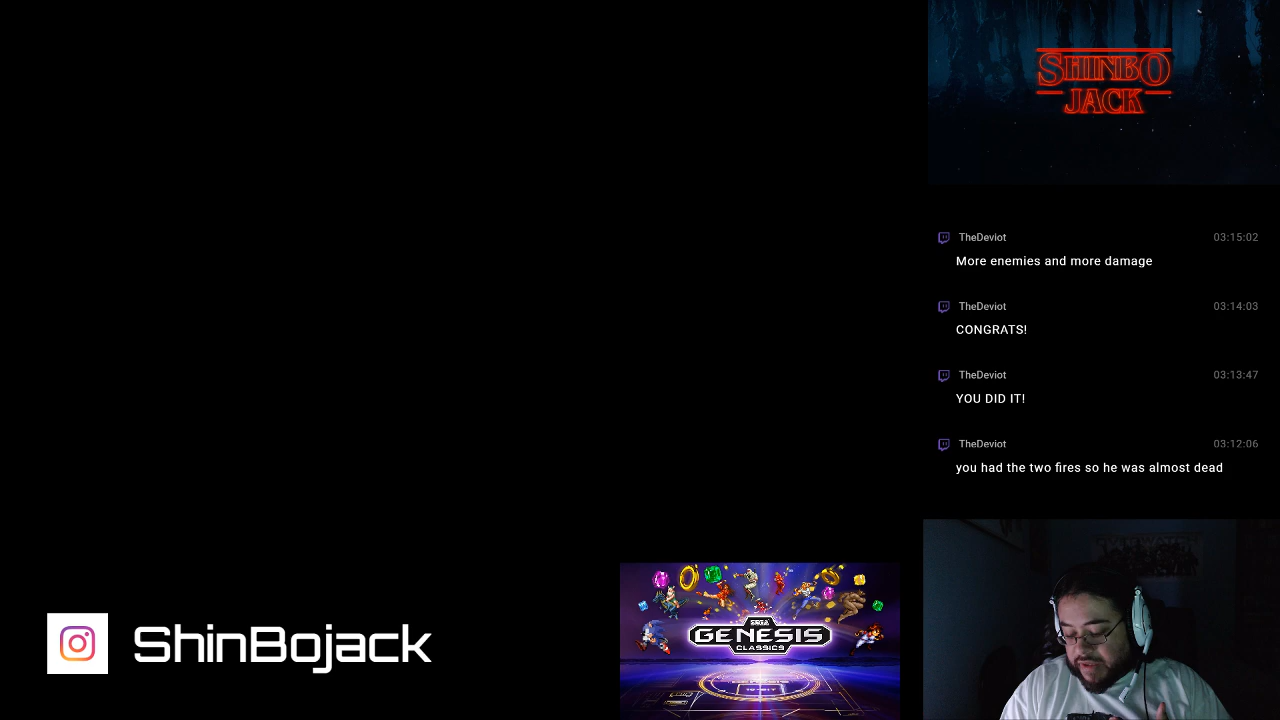 SHINBO
JACK
TheDeviot 03:15:02
More enemies and more damage
TheDeviot 03:14:03
CONGRATS!
TheDeviot 03:13:47
YOU DID IT!
TheDeviot 03:12:06
you had the two fires so he was almost dead
SEGA
GENESIS
CLASSICS
16-BIT
ShinBojack